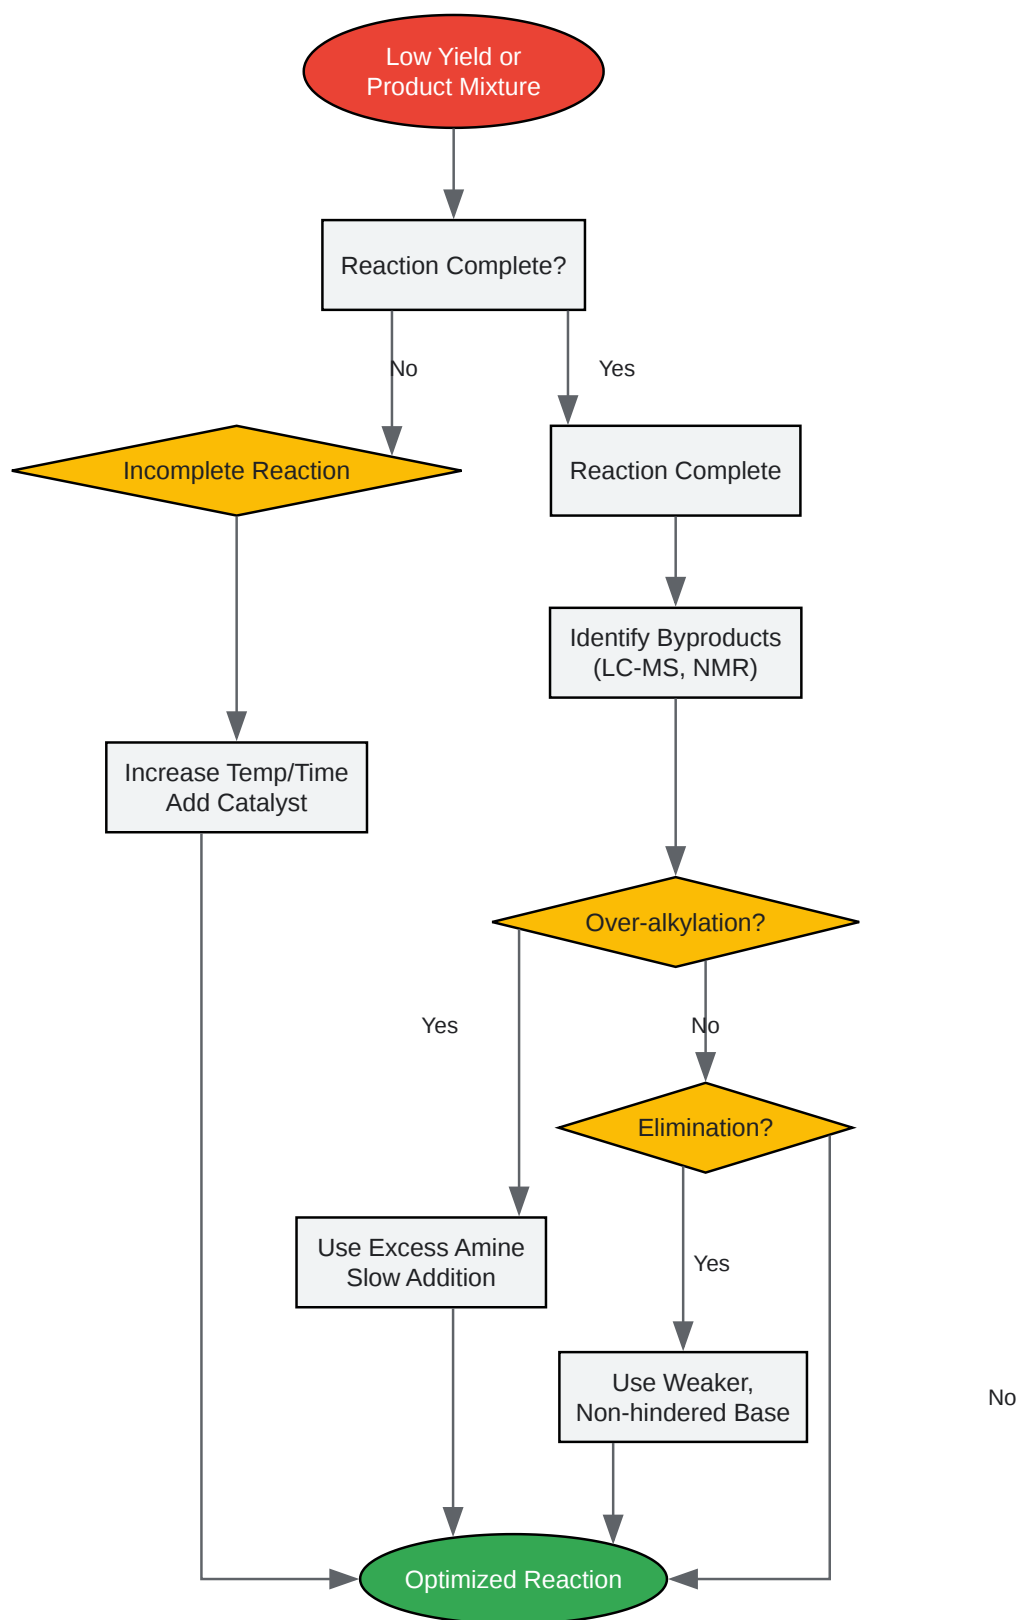 Low Yield or
Product Mixture
Reaction Complete?
No
Yes
Incomplete Reaction
Reaction Complete
Identify Byproducts
(LC-MS, NMR)
Increase Temp/Time
Add Catalyst
Over-alkylation?
Yes
No
Elimination?
Use Excess Amine
Slow Addition
Yes
Use Weaker,
Non-hindered Base
No
Optimized Reaction